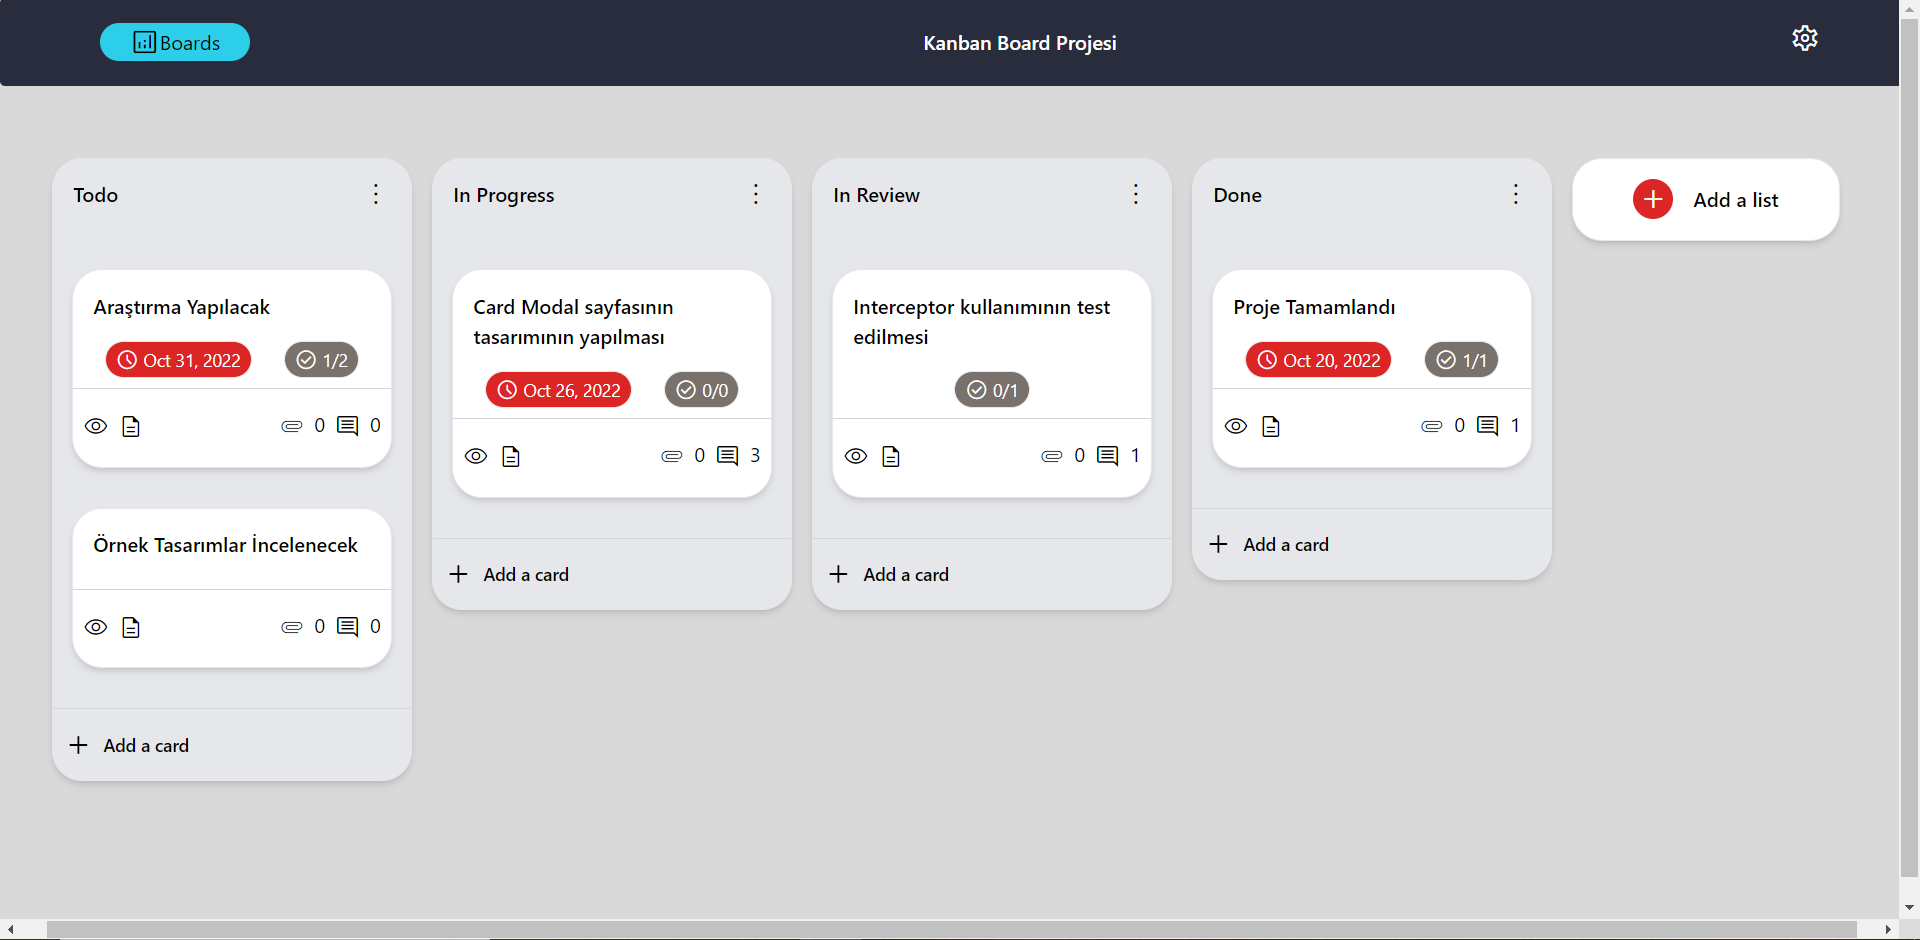 Boards
Kanban Board Projesi
Todo
Araştırma Yapılacak
Oct 31, 2022 1/2
0 0
Örnek Tasarımlar İncelenecek
0 0
Add a card
In Progress
Card Modal sayfasının
tasarımının yapılması
Oct 26, 2022 0/0
0 3
Add a card
In Review
Interceptor kullanımının test
edilmesi
0/1
0 1
Add a card
Done
Proje Tamamlandı
Oct 20, 2022 1/1
0 1
Add a card
Add a list